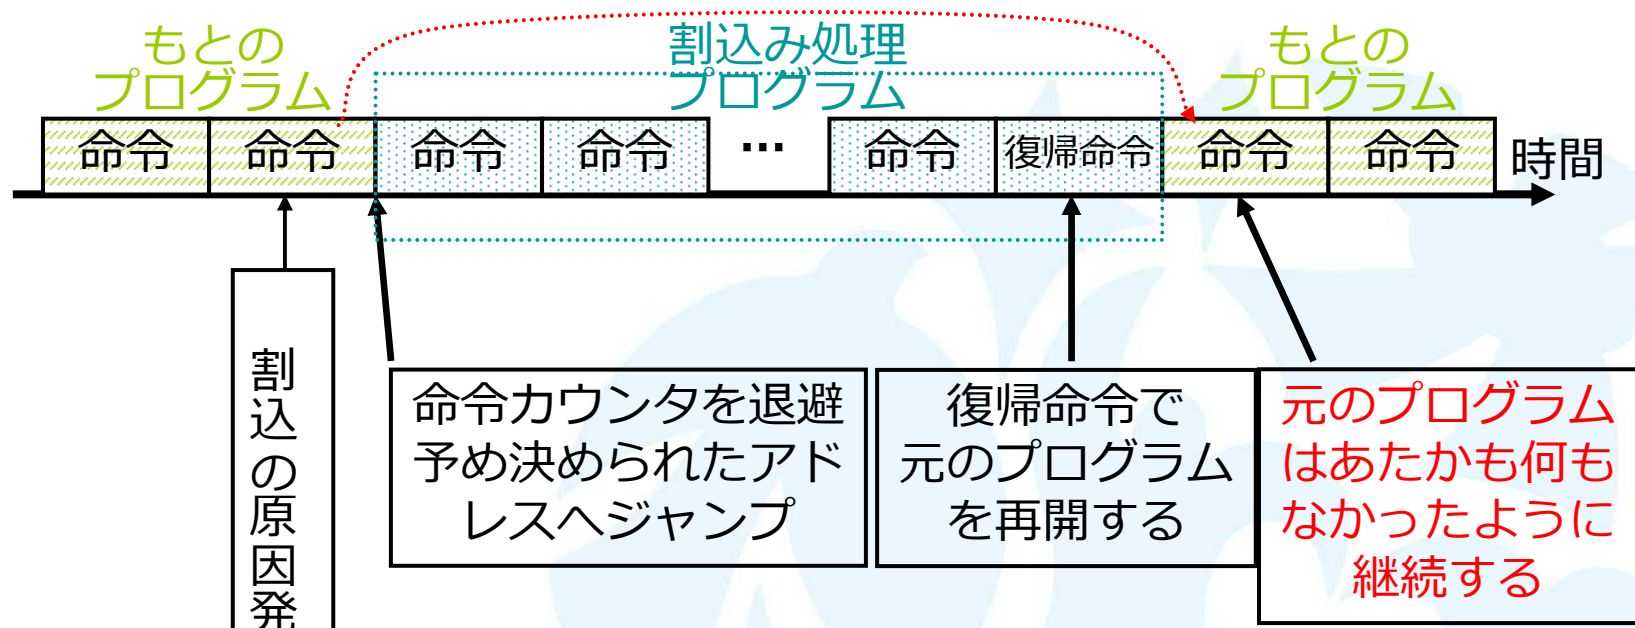 もとの
プログラム
割込み処理
プログラム
もとの
プログラム
命令
命令
命令
命令
…
命令
復帰命令
命令
命令
時間
割込の原因発
命令カウンタを退避
予め決められたアド
レスへジャンプ
復帰命令で
元のプログラム
を再開する
元のプログラム
はあたかも何も
なかったように
継続する